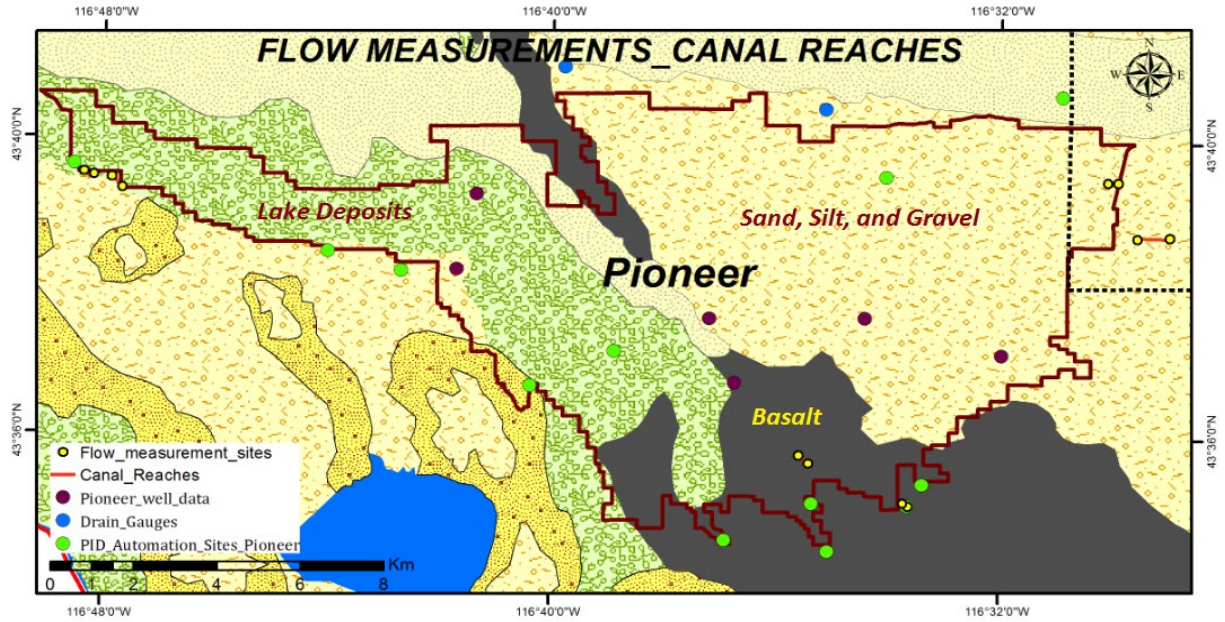 116°48'0"W 116°40'0"W 116°32'0"W
FLOW MEASUREMENTS_CANAL REACHES
N
W E
S
43°40'0"N 43°40'0"N
Lake Deposits
Sand, Silt, and Gravel
Pioneer
Basalt
43°36'0"N 43°36'0"N
Flow_measurement_sites
Canal_Reaches
Pioneer_well_data
Drain_Gauges
PID_Automation_Sites_Pioneer
Km
0 1 2 4 6 8
116°48'0"W 116°40'0"W 116°32'0"W